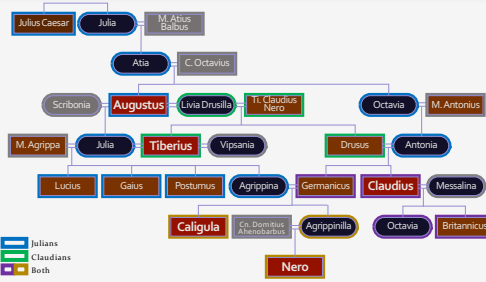 Julius Caesar
Julia
M. Atius
Balbus
Atia
C. Octavius
Scribonia
Augustus
Livia Drusilla
Ti. Claudius
Nero
Octavia
M. Antonius
M. Agrippa
Julia
Tiberius
Vipsania
Drusus
Antonia
Lucius
Gaius
Postumus
Agrippina
Germanicus
Claudius
Messalina
Caligula
Cn. Domitius
Ahenobarbus
Agrippinilla
Octavia
Britannicus
Nero
Julians
Claudians
Both